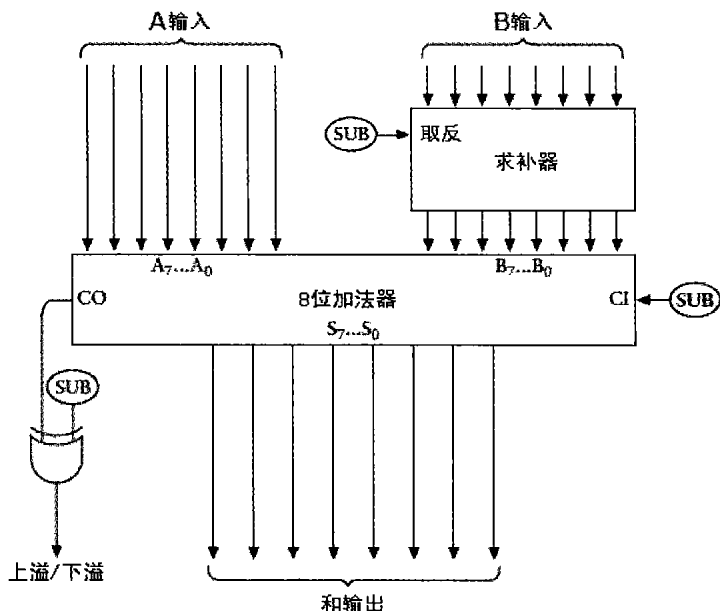 A输入
B输入
SUB
取反
求补器
A7...A0
B7...B0
CO
8位加法器
CI
SUB
S7...S0
SUB
上溢/下溢
和输出